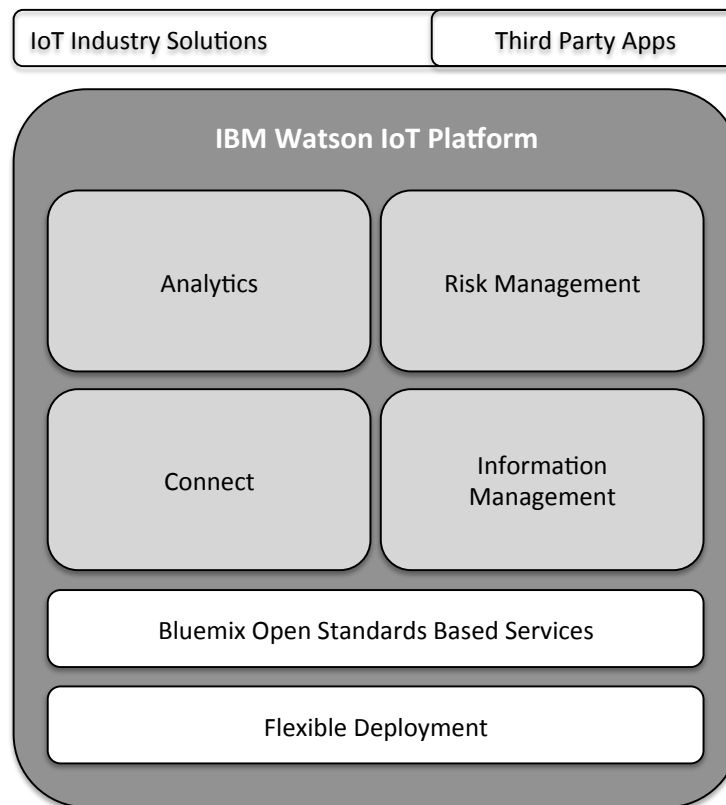 IoT Industry Solutions
Third Party Apps
IBM Watson IoT Platform
Analytics
Risk Management
Connect
Information
Management
Bluemix Open Standards Based Services
Flexible Deployment